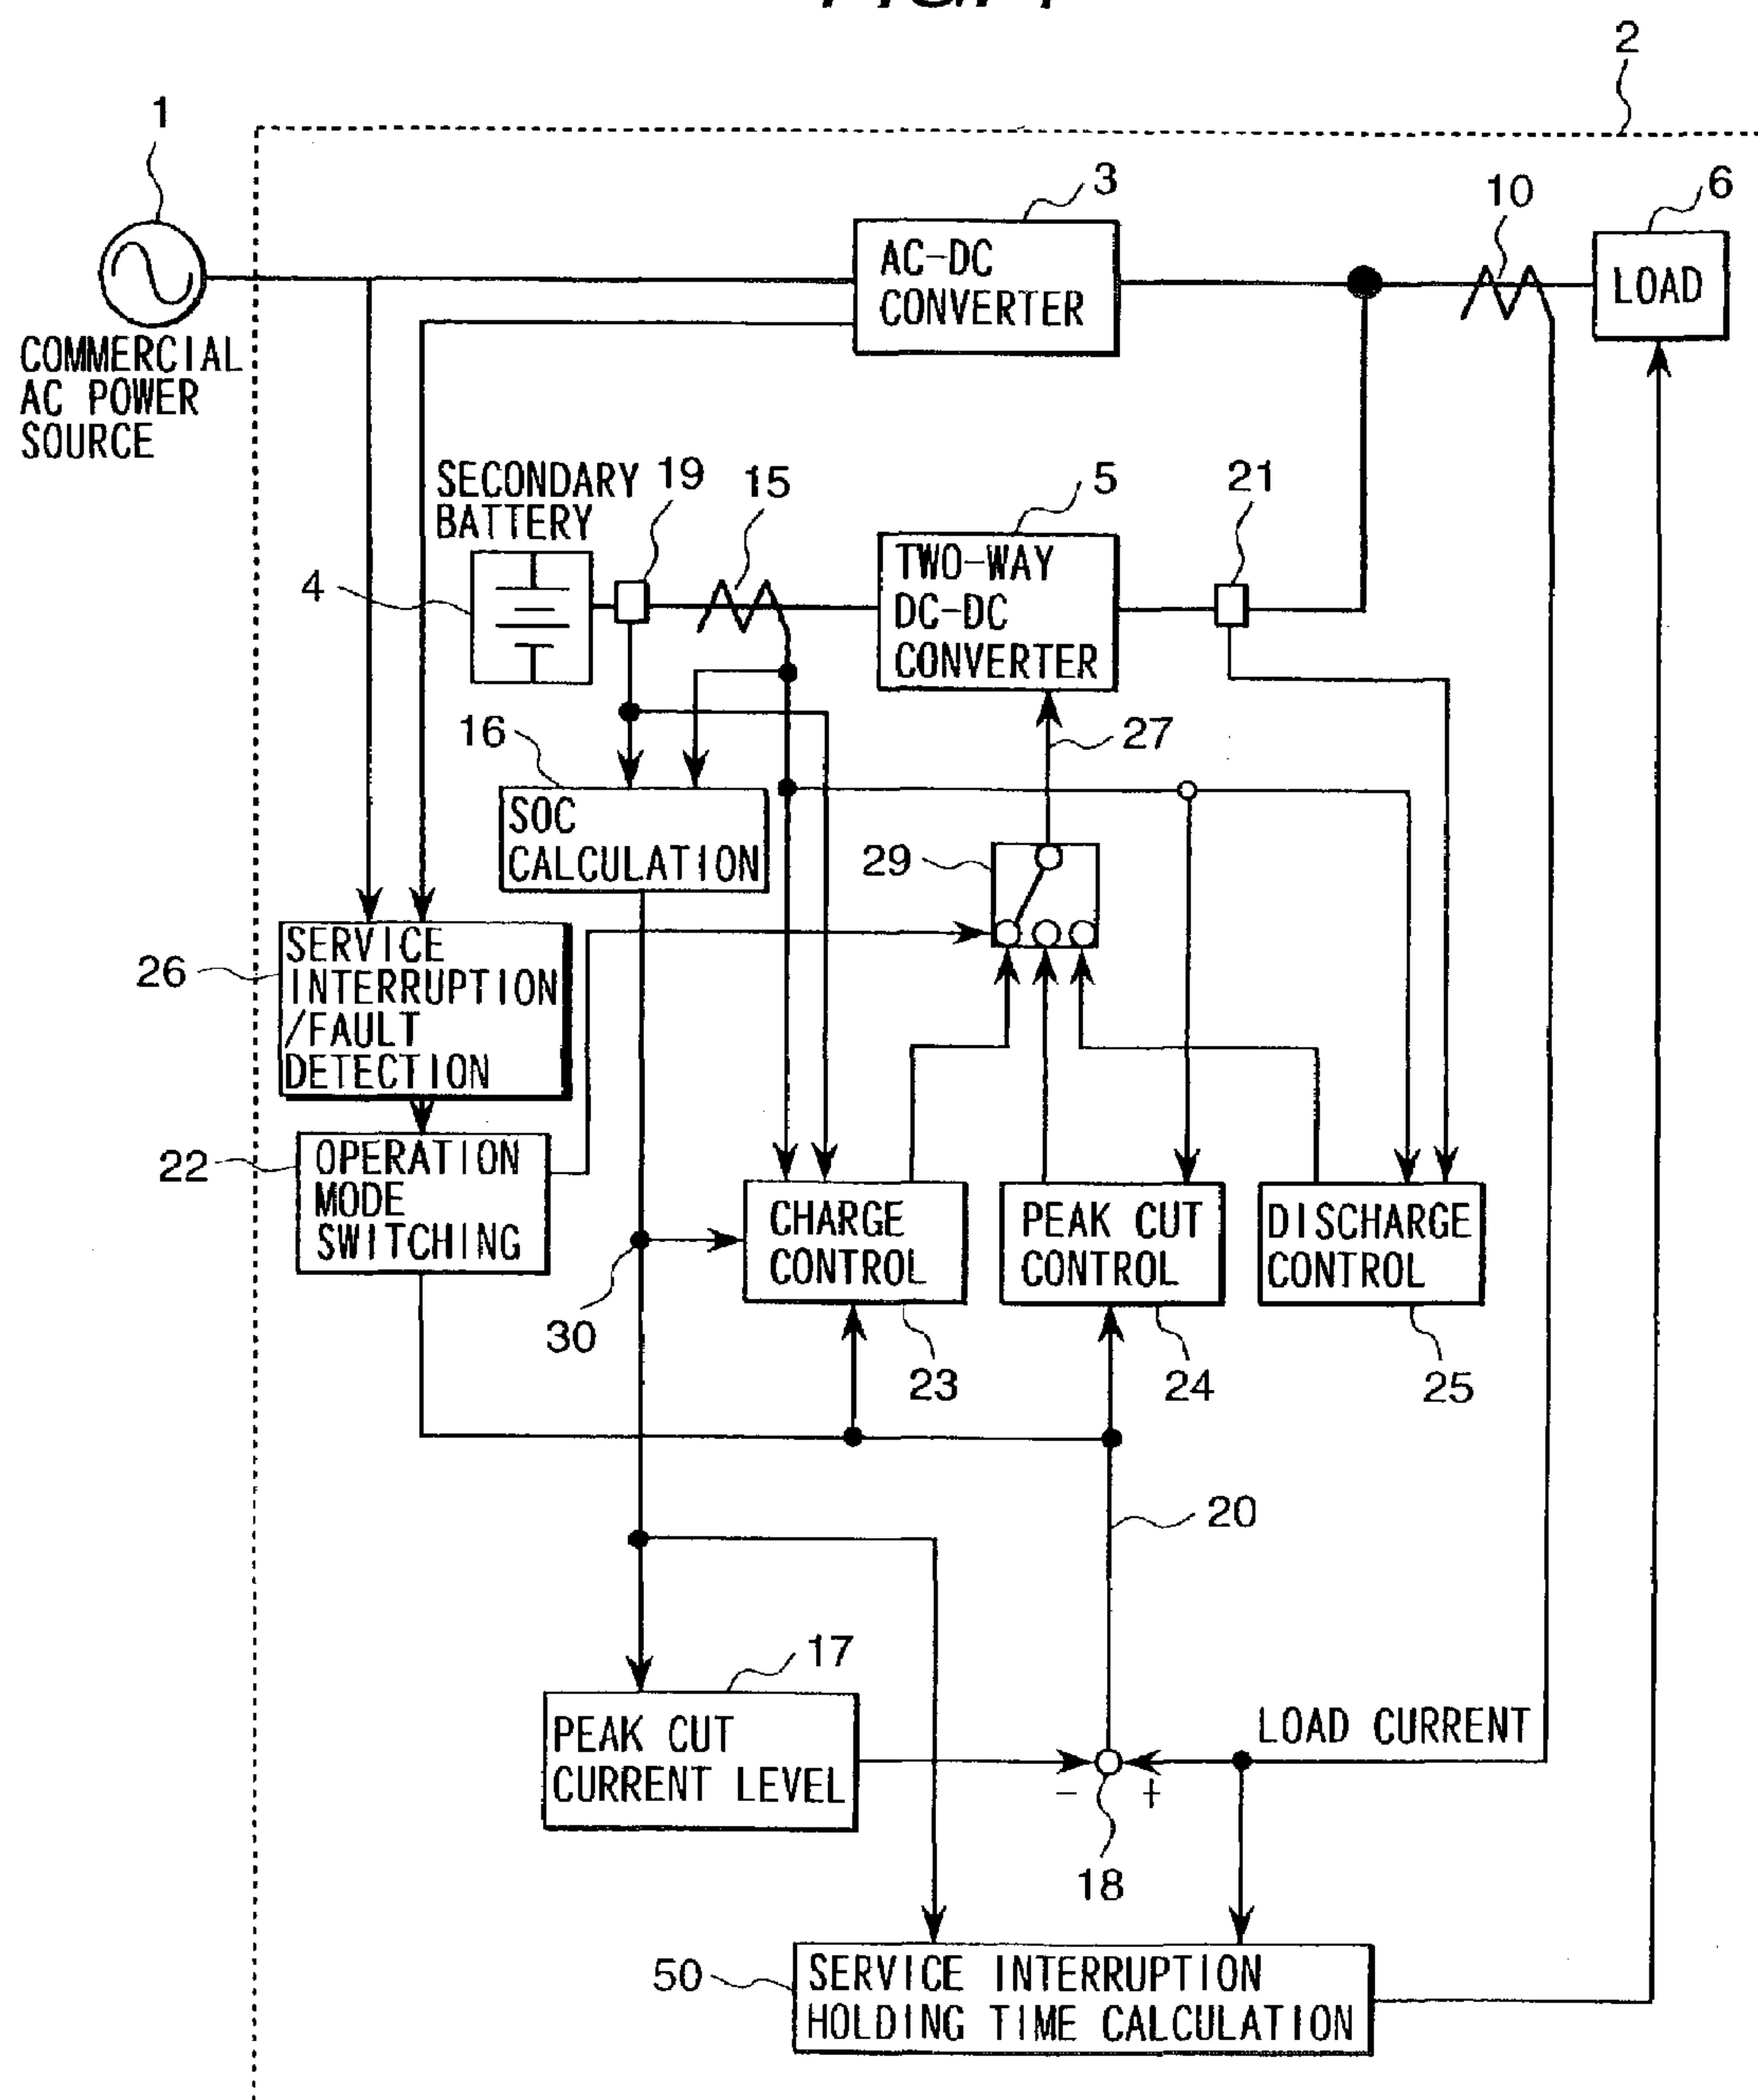 2
1
3
10
6
AC-DC
CONVERTER
LOAD
COMMERCIAL
AC POWER
SOURCE
SECONDARY
BATTERY
19
15
5
21
4
TWO-WAY
DC-DC
CONVERTER
16
27
SOC
CALCULATION
29
26
SERVICE
INTERRUPTION
/FAULT
DETECTION
22
OPERATION
MODE
SWITCHING
CHARGE
CONTROL
PEAK CUT
CONTROL
DISCHARGE
CONTROL
30
23
24
25
20
17
PEAK CUT
CURRENT LEVEL
LOAD CURRENT
- +
18
50
SERVICE INTERRUPTION
HOLDING TIME CALCULATION